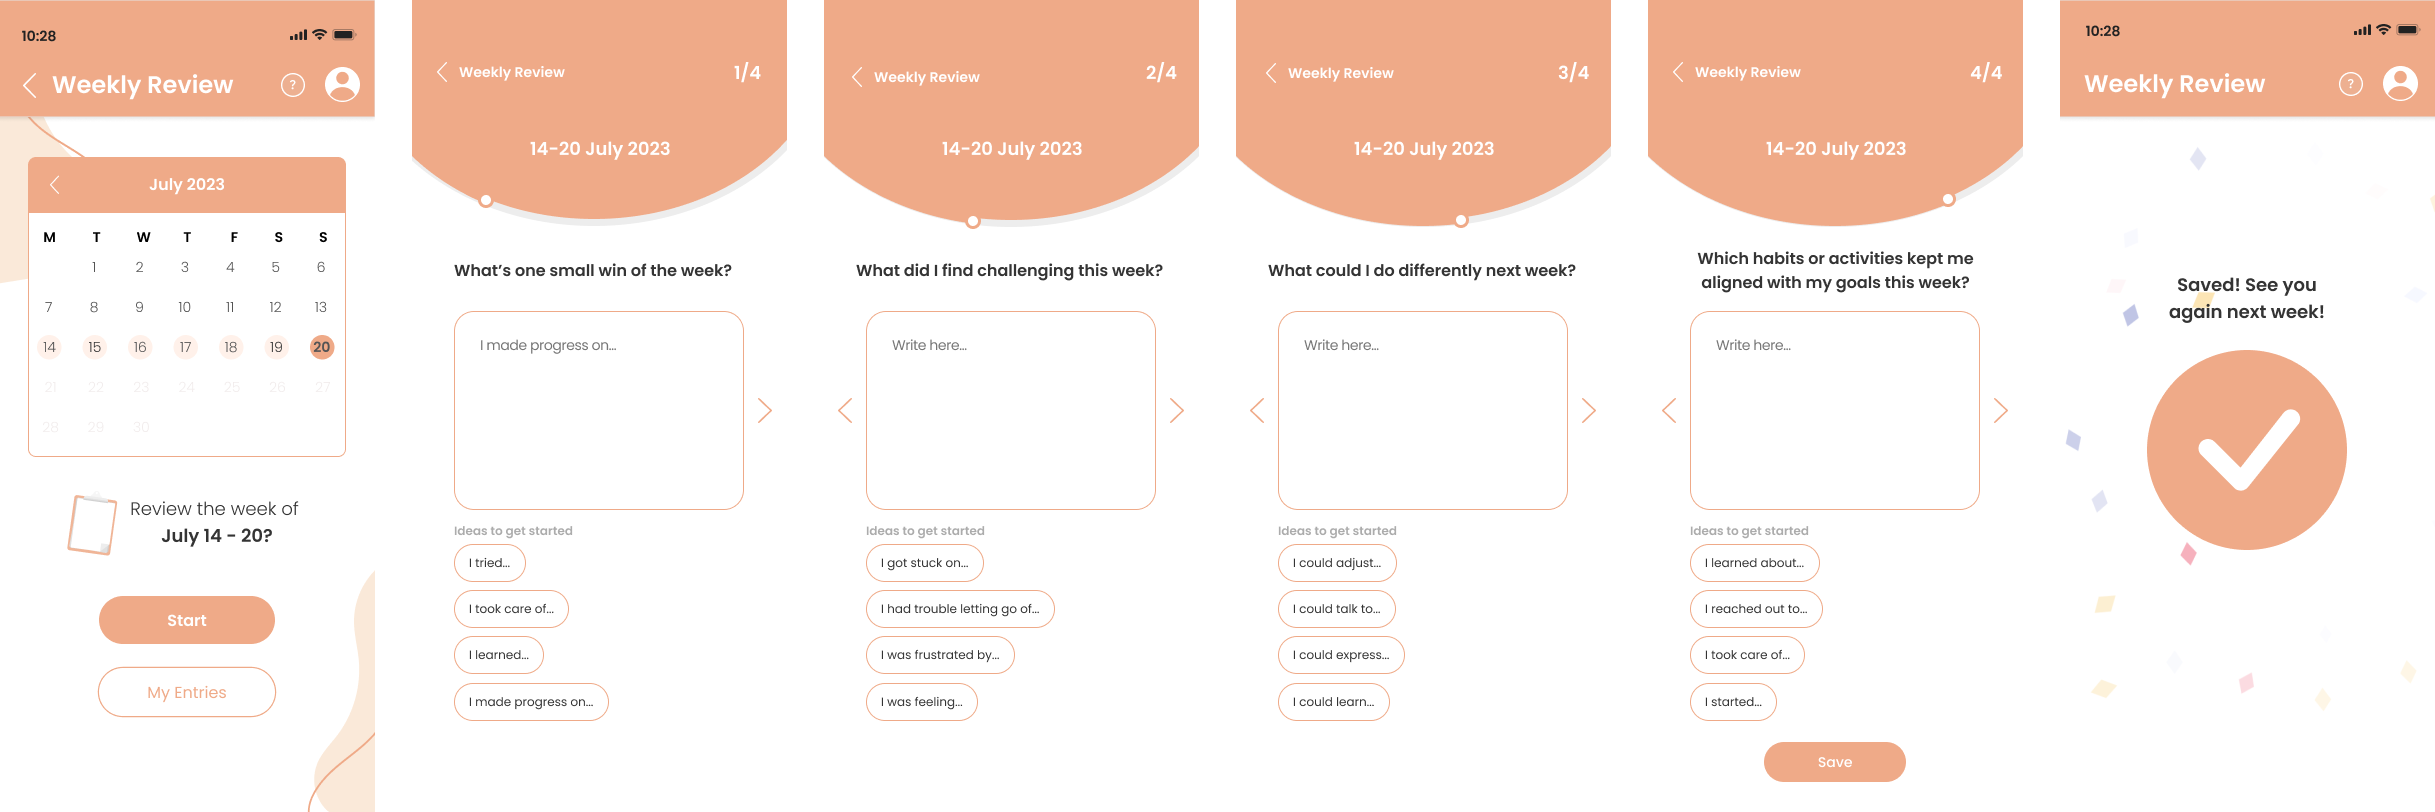 10:28
Weekly Review
?
July 2023
M T W T F S S
1 2 3 4 5 6
7 8 9 10 11 12 13
14 15 16 17 18 19 20
21 22 23 24 25 26 27
28 29 30
Review the week of
July 14 - 20?
Start
My Entries
Weekly Review 1/4
14-20 July 2023
What's one small win of the week?
I made progress on...
Ideas to get started
I tried...
I took care of...
I learned...
I made progress on...
Weekly Review 2/4
14-20 July 2023
What did I find challenging this week?
Write here...
Ideas to get started
I got stuck on...
I had trouble letting go of...
I was frustrated by...
I was feeling...
Weekly Review 3/4
14-20 July 2023
What could I do differently next week?
Write here...
Ideas to get started
I could adjust...
I could talk to...
I could express...
I could learn...
Weekly Review 4/4
14-20 July 2023
Which habits or activities kept me
aligned with my goals this week?
Write here...
Ideas to get started
I learned about...
I reached out to...
I took care of...
I started...
Save
10:28
Weekly Review
?
Saved! See you
again next week!